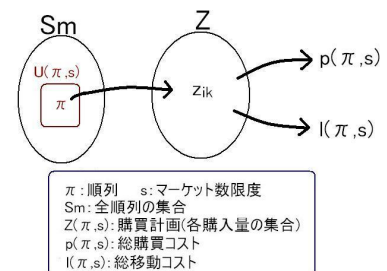 Sm
Z
U(π,s)
π
zik
p(π,s)
l(π,s)
π:順列 s:マーケット数限度
Sm:全順列の集合
Z(π,s):購買計画(各購入量の集合)
p(π,s):総購買コスト
l(π,s):総移動コスト